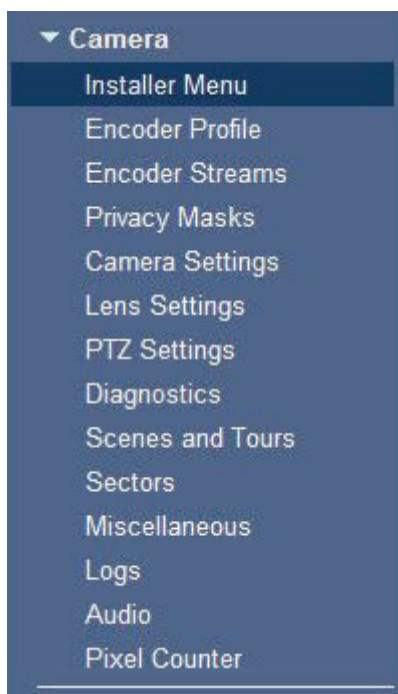 Camera
Installer Menu
Encoder Profile
Encoder Streams
Privacy Masks
Camera Settings
Lens Settings
PTZ Settings
Diagnostics
Scenes and Tours
Sectors
Miscellaneous
Logs
Audio
Pixel Counter